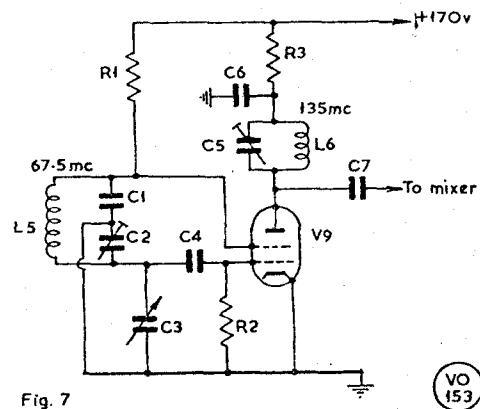 +170v
R1
R3
C6
135mc
C5
L6
67.5mc
C7
To mixer
C1
L5
C2
C4
V9
C3
R2
Fig. 7
VO
153